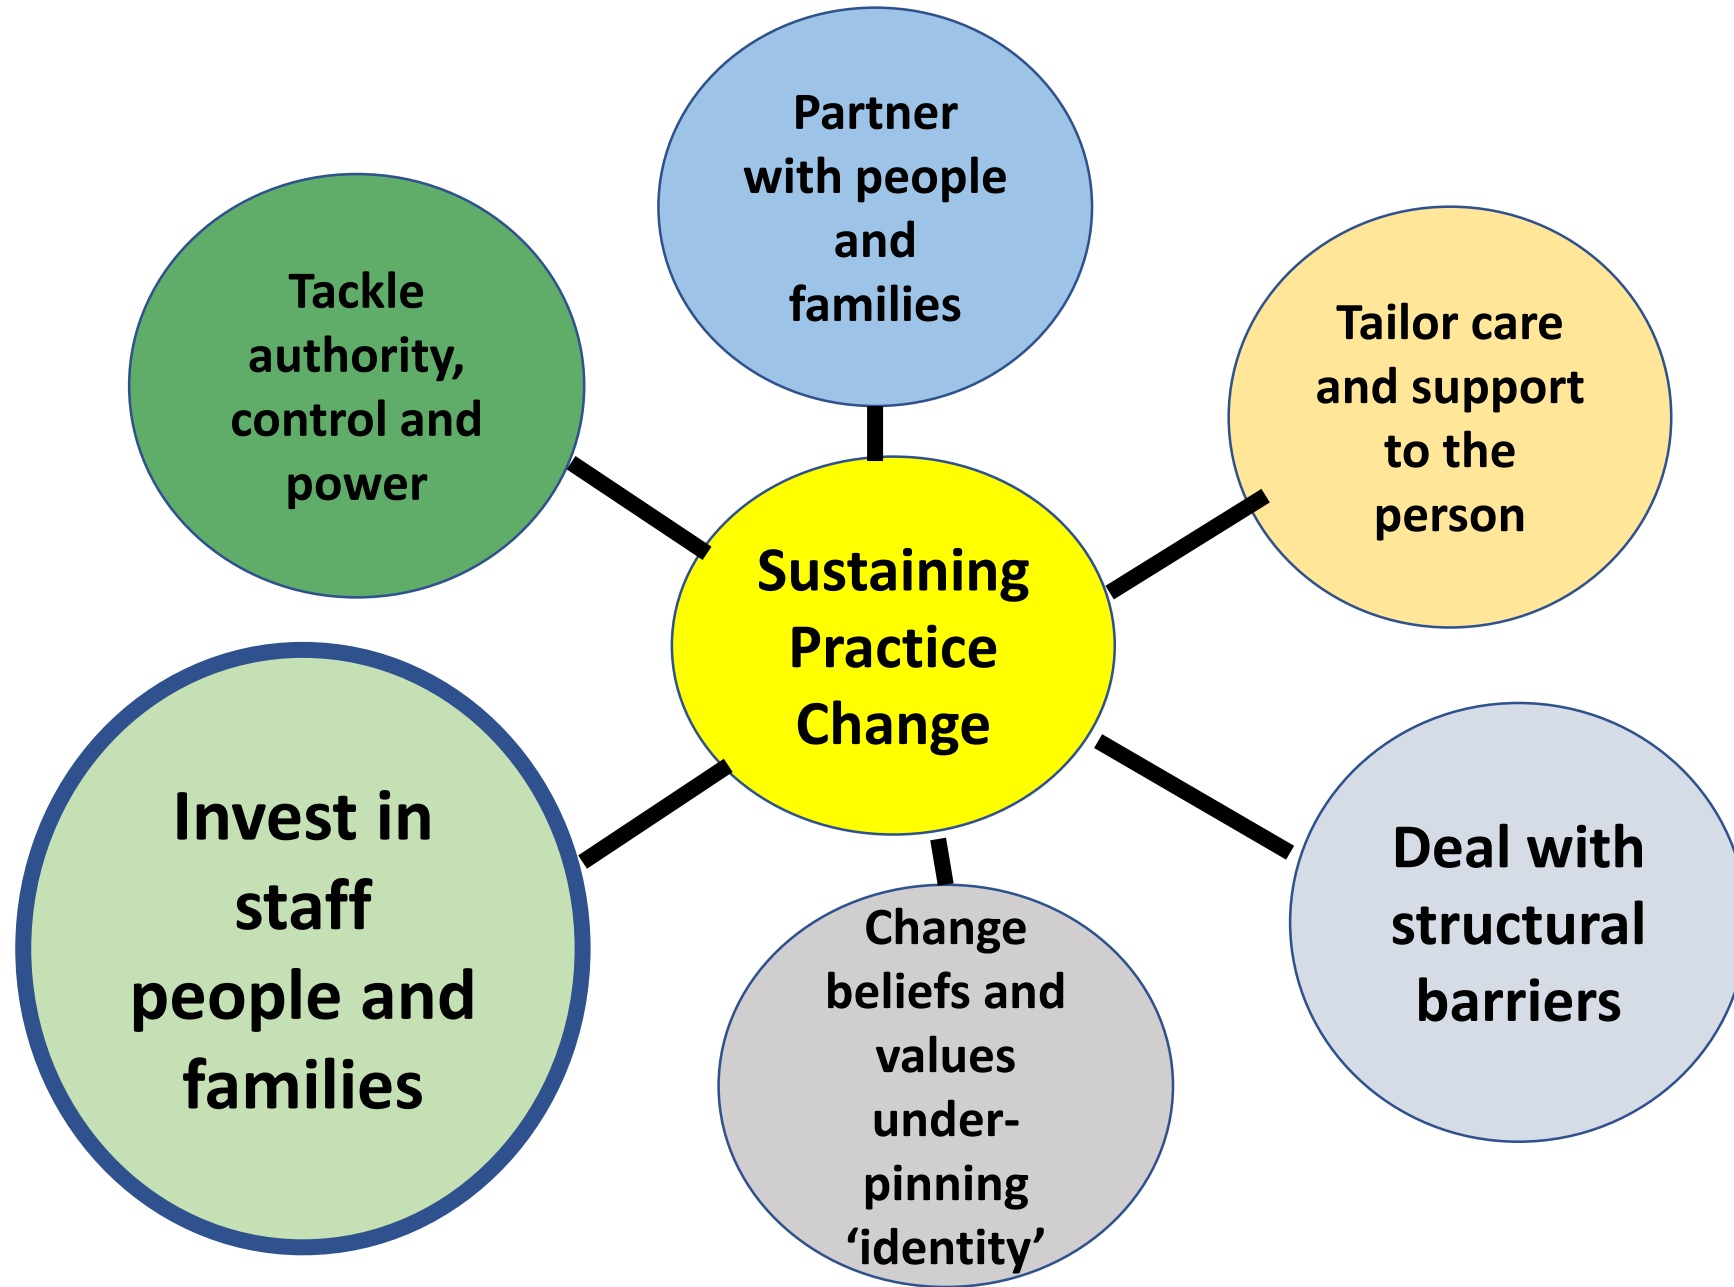 Partner
with people
and
families
Tackle
authority,
control and
power
Tailor care
and support
to the
person
Sustaining
Practice
Change
Invest in
staff
people and
families
Deal with
structural
barriers
Change
beliefs and
values
under-
pinning
‘identity’